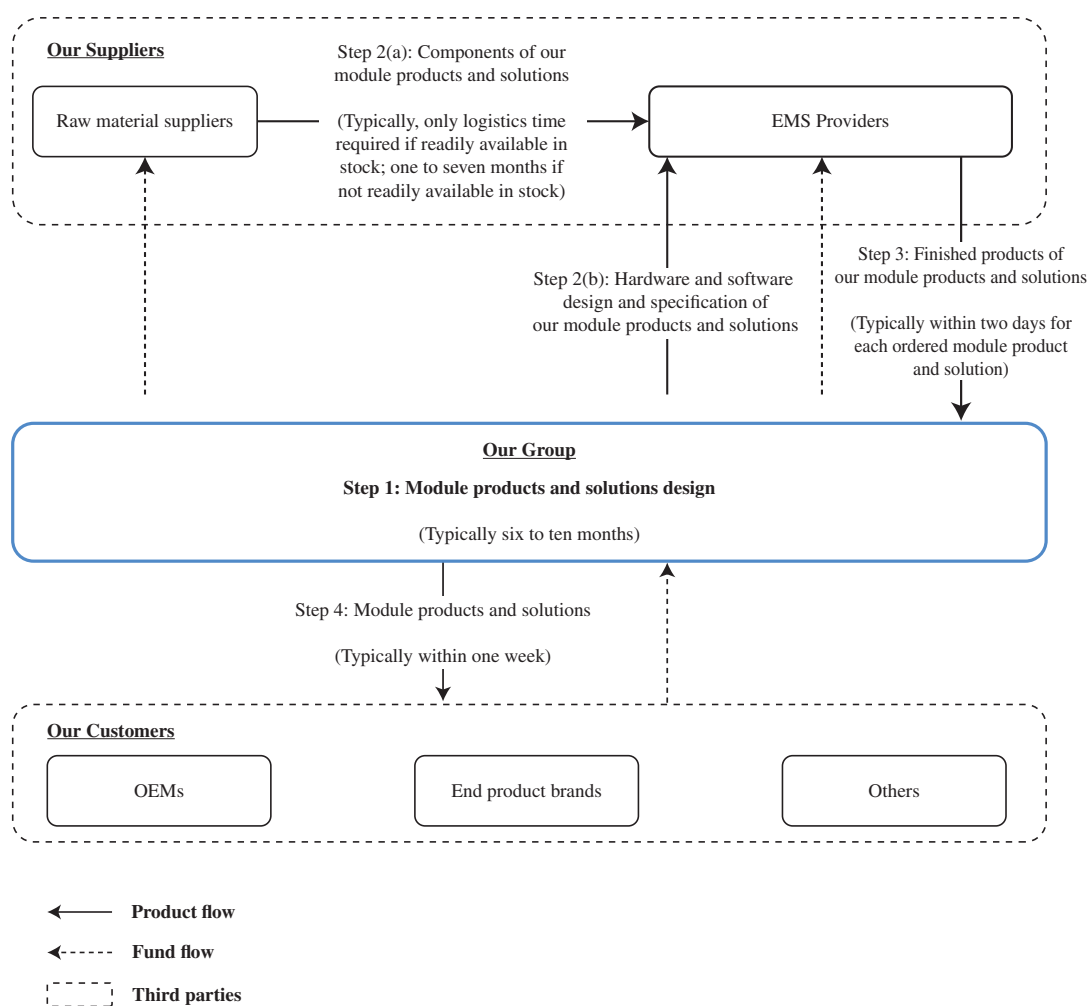 Our Suppliers
Raw material suppliers
Step 2(a): Components of our
module products and solutions
(Typically, only logistics time
required if readily available in
stock; one to seven months if
not readily available in stock)
EMS Providers
Step 2(b): Hardware and software
design and specification of
our module products and solutions
Step 3: Finished products of
our module products and solutions
(Typically within two days for
each ordered module product
and solution)
Our Group
Step 1: Module products and solutions design
(Typically six to ten months)
Step 4: Module products and solutions
(Typically within one week)
Our Customers
OEMs
End product brands
Others
Product flow
Fund flow
Third parties